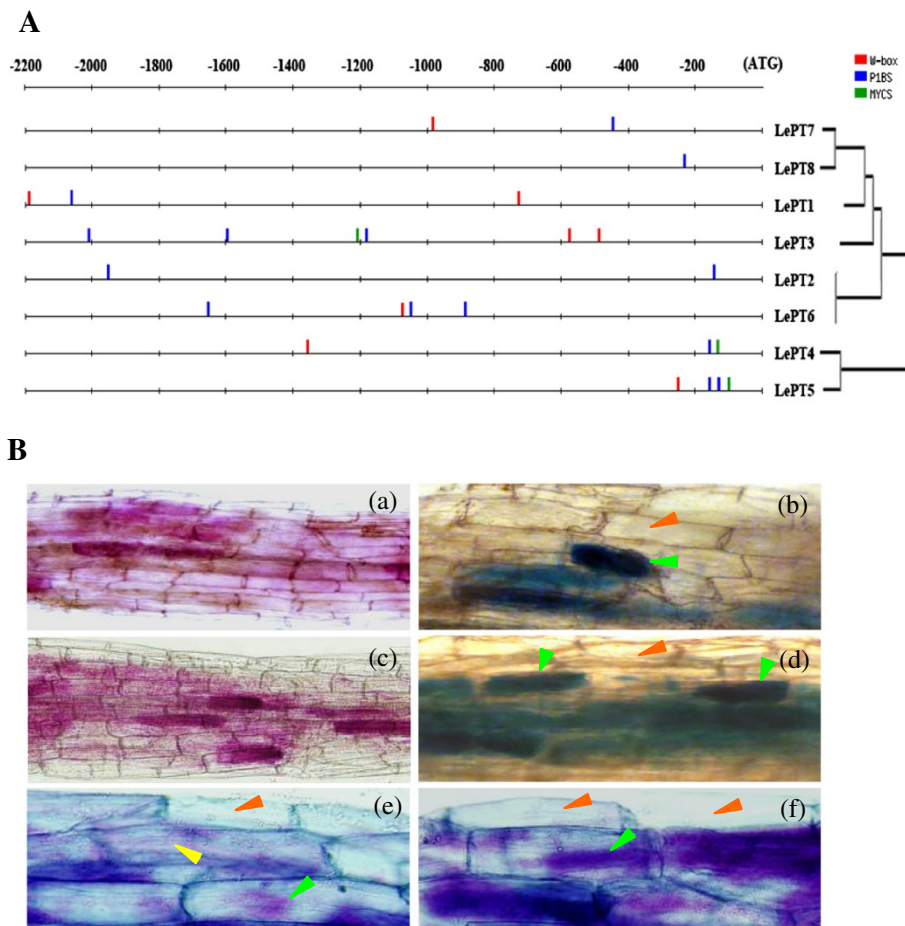 A
-2200 -2000 -1800 -1600 -1400 -1200 -1000 -800 -600 -400 -200 (ATG)
W-box
P1BS
MYCS
LePT7
LePT8
LePT1
LePT3
LePT2
LePT6
LePT4
LePT5
B
(a)
(b)
(c)
(d)
(e)
(f)